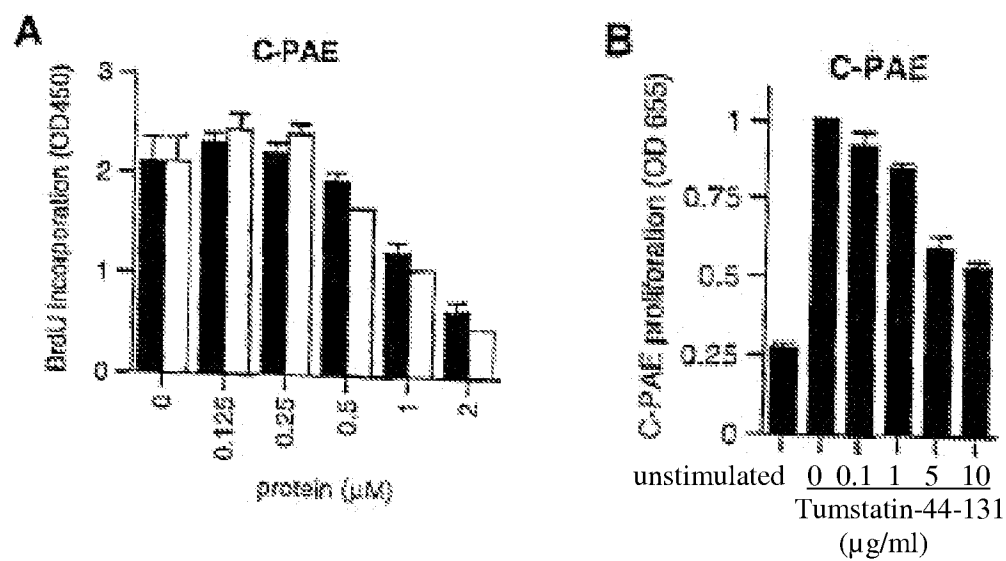 A
C-PAE
BrdU incorporation (OD450)
3
2
1
0
0 0.125 0.25 0.5 1 2
protein (µM)
B
C-PAE
C-PAE proliforation (OD 655)
1
0.75
0.5
0.25
0
unstimulated 0 0.1 1 5 10
Tumstatin-44-131
(µg/ml)